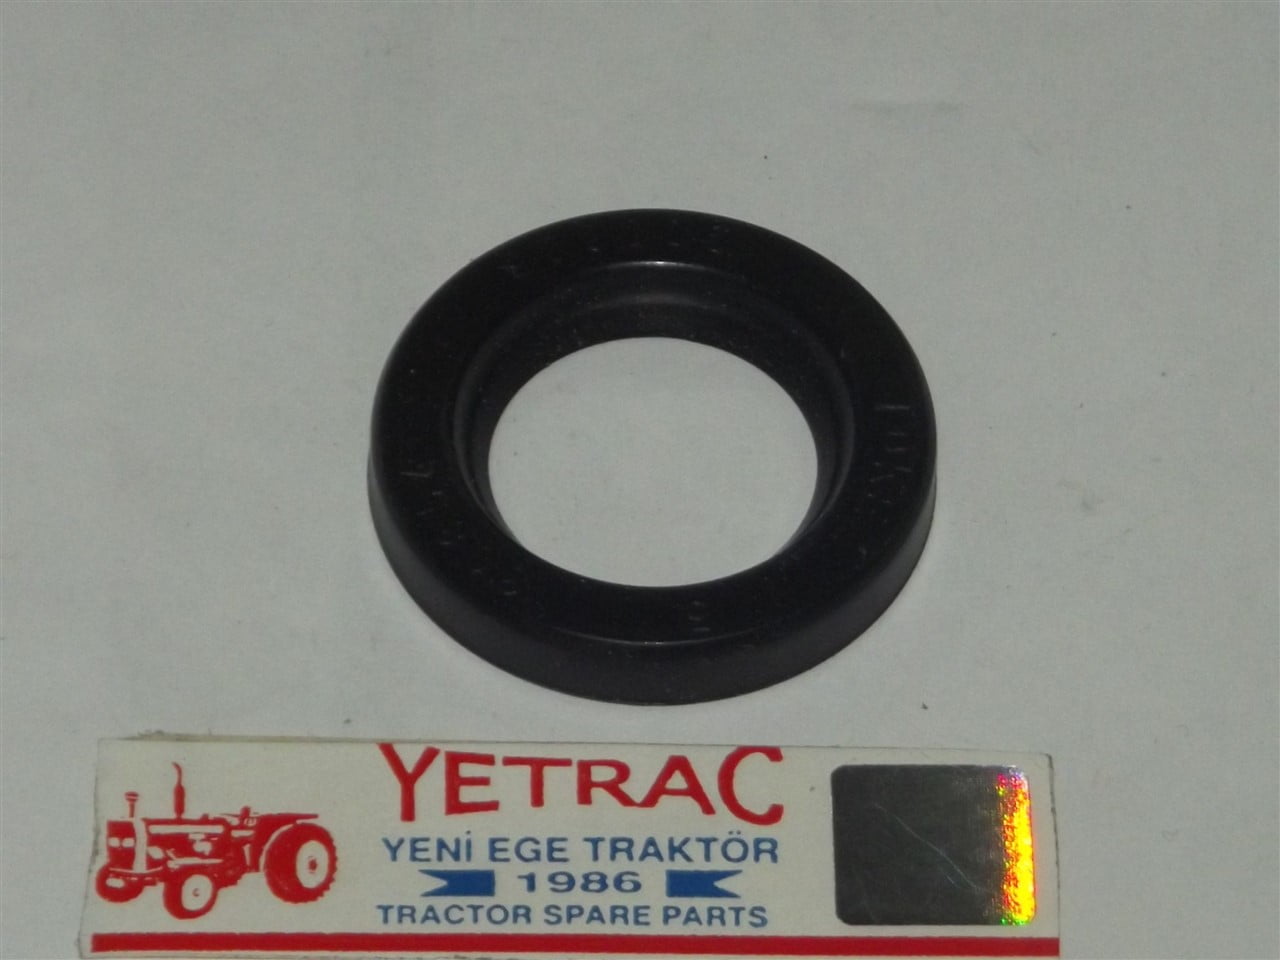 YETRAC
YENİ EGE TRAKTÖR
1986
TRACTOR SPARE PARTS